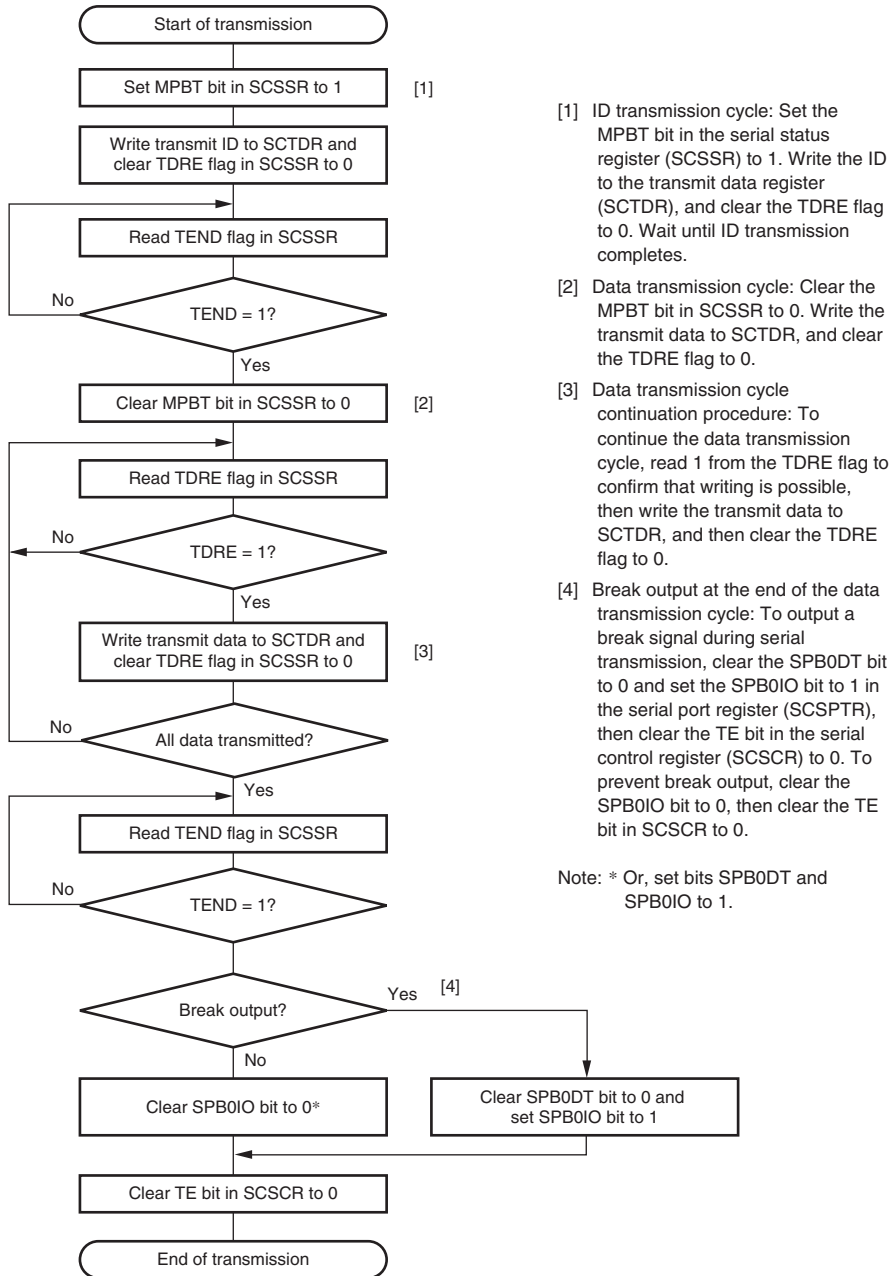 Start of transmission
Set MPBT bit in SCSSR to 1
[1]
Write transmit ID to SCTDR and
clear TDRE flag in SCSSR to 0
Read TEND flag in SCSSR
No
TEND = 1?
Yes
Clear MPBT bit in SCSSR to 0
[2]
Read TDRE flag in SCSSR
No
TDRE = 1?
Yes
Write transmit data to SCTDR and
clear TDRE flag in SCSSR to 0
[3]
No
All data transmitted?
Yes
Read TEND flag in SCSSR
No
TEND = 1?
Break output?
Yes
[4]
No
Clear SPB0IO bit to 0*
Clear SPB0DT bit to 0 and
set SPB0IO bit to 1
Clear TE bit in SCSCR to 0
End of transmission
[1] ID transmission cycle: Set the
MPBT bit in the serial status
register (SCSSR) to 1. Write the ID
to the transmit data register
(SCTDR), and clear the TDRE flag
to 0. Wait until ID transmission
completes.
[2] Data transmission cycle: Clear the
MPBT bit in SCSSR to 0. Write the
transmit data to SCTDR, and clear
the TDRE flag to 0.
[3] Data transmission cycle
continuation procedure: To
continue the data transmission
cycle, read 1 from the TDRE flag to
confirm that writing is possible,
then write the transmit data to
SCTDR, and then clear the TDRE
flag to 0.
[4] Break output at the end of the data
transmission cycle: To output a
break signal during serial
transmission, clear the SPB0DT bit
to 0 and set the SPB0IO bit to 1 in
the serial port register (SCSPTR),
then clear the TE bit in the serial
control register (SCSCR) to 0. To
prevent break output, clear the
SPB0IO bit to 0, then clear the TE
bit in SCSCR to 0.
Note: * Or, set bits SPB0DT and
SPB0IO to 1.